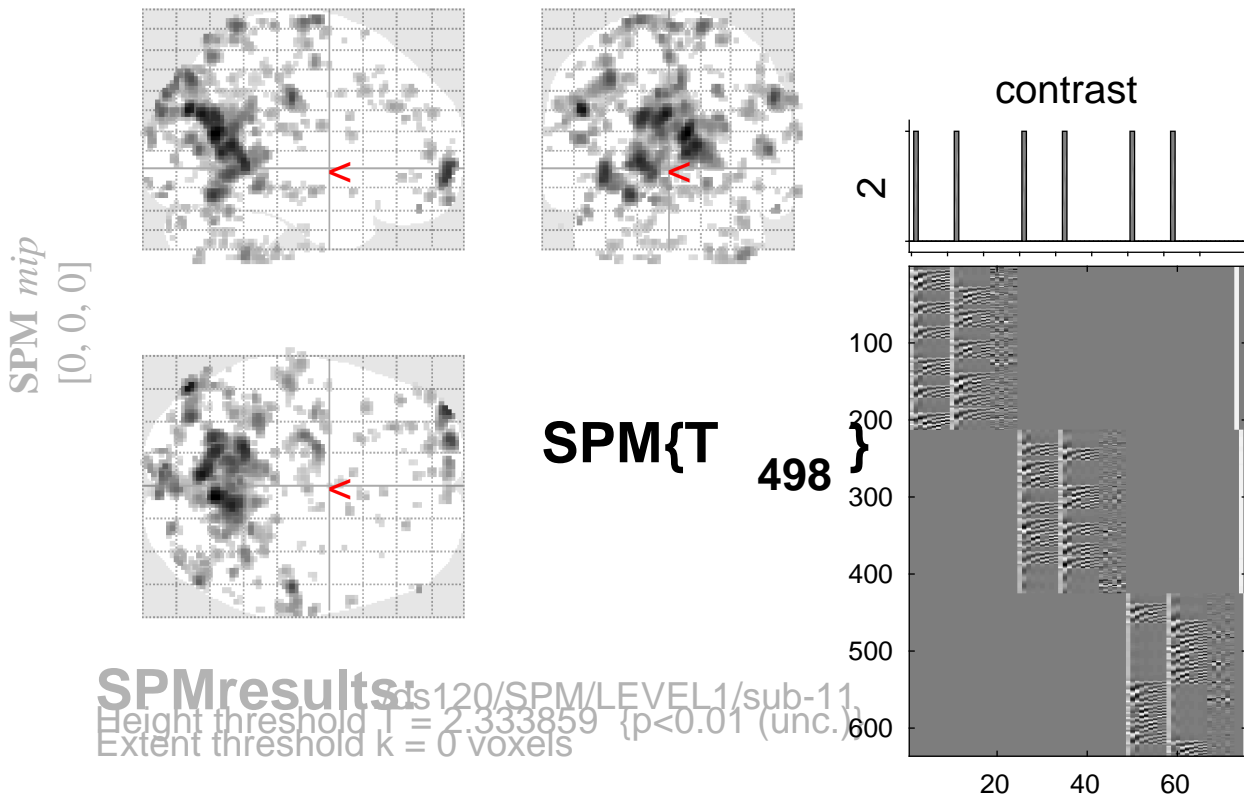 SPM mip
[0, 0, 0]
<
<
<
SPM{T498}
contrast
2
100
200
300
400
500
600
20
40
60
SPMresults: /ds120/SPM/LEVEL1/sub-11
Height threshold T = 2.333859 {p<0.01 (unc.)}
Extent threshold k = 0 voxels